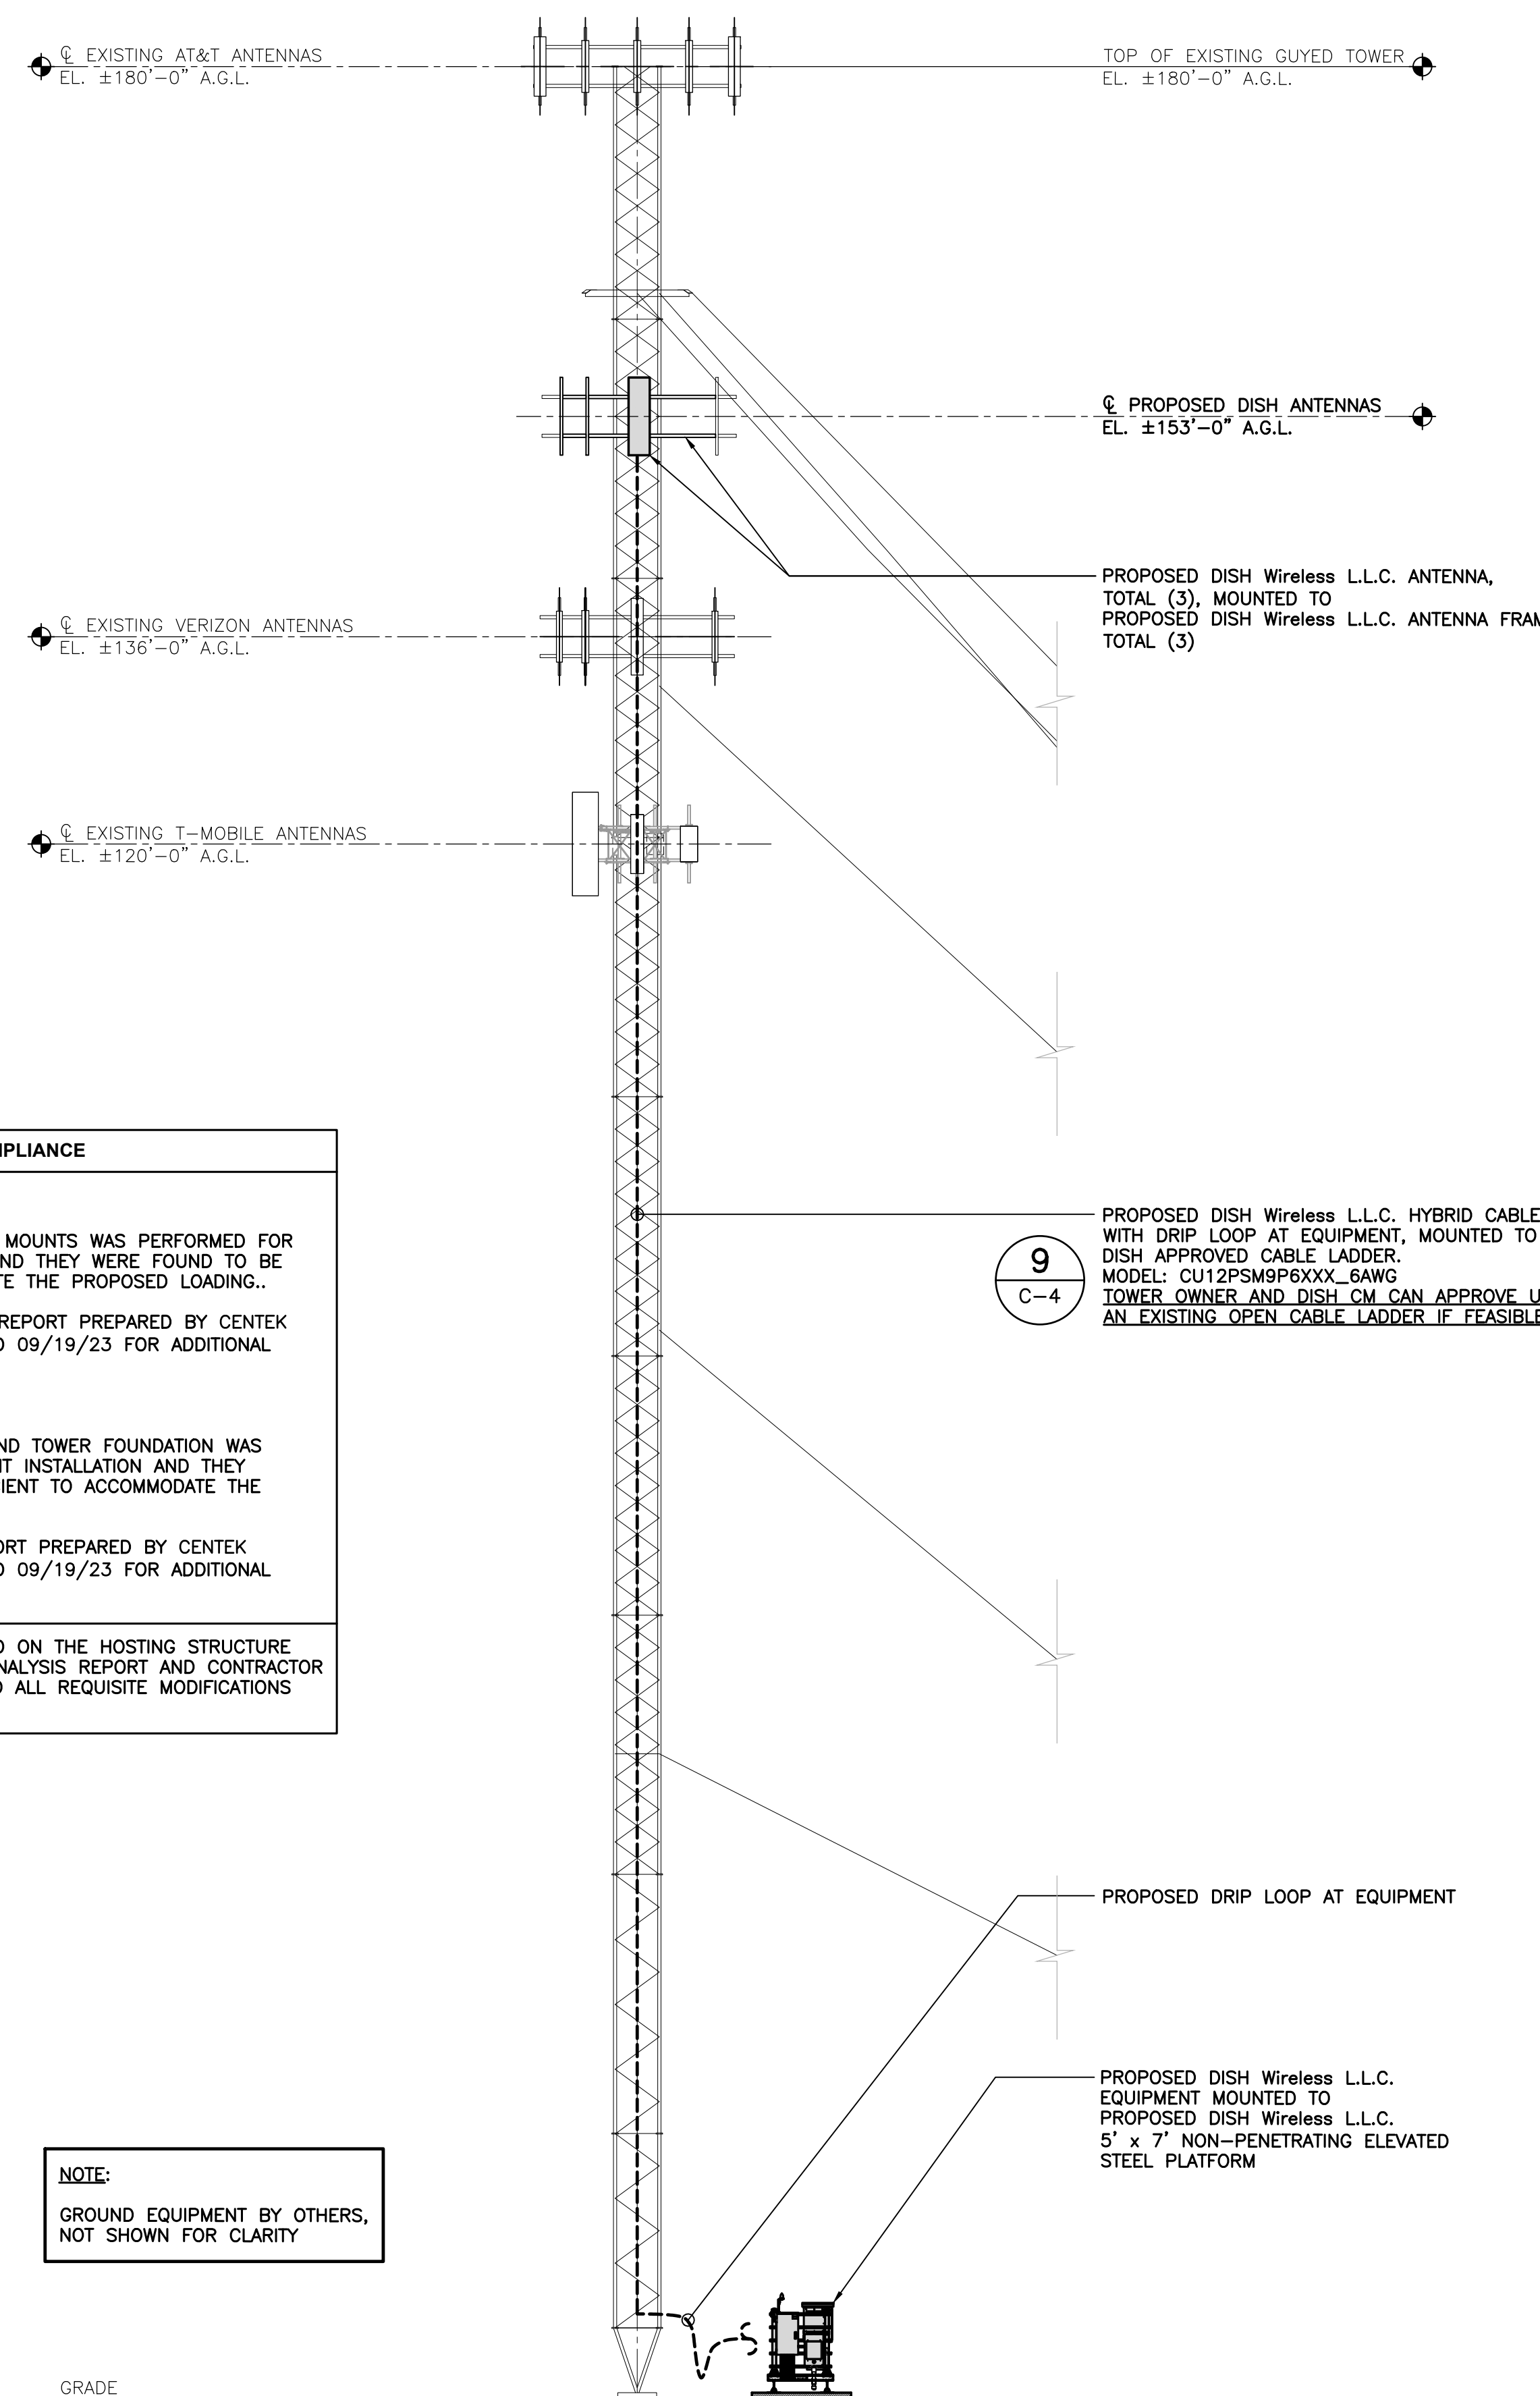 ℄ EXISTING AT&T ANTENNAS
EL. ±180'-0" A.G.L.
TOP OF EXISTING GUYED TOWER
EL. ±180'-0" A.G.L.
℄ PROPOSED DISH ANTENNAS
EL. ±153'-0" A.G.L.
PROPOSED DISH Wireless L.L.C. ANTENNA,
TOTAL (3), MOUNTED TO
PROPOSED DISH Wireless L.L.C. ANTENNA
TOTAL (3)
℄ EXISTING VERIZON ANTENNAS
EL. ±136'-0" A.G.L.
℄ EXISTING T-MOBILE ANTENNAS
EL. ±120'-0" A.G.L.
MOUNTS WAS PERFORMED FOR
THEY WERE FOUND TO BE
THE PROPOSED LOADING..
REPORT PREPARED BY CENTEK
09/19/23 FOR ADDITIONAL
TOWER FOUNDATION WAS
INSTALLATION AND THEY
TO ACCOMMODATE THE
PREPARED BY CENTEK
09/19/23 FOR ADDITIONAL
ON THE HOSTING STRUCTURE
REPORT AND CONTRACTOR
ALL REQUISITE MODIFICATIONS
PROPOSED DISH Wireless L.L.C. HYBRID CABLE
WITH DRIP LOOP AT EQUIPMENT, MOUNTED TO
DISH APPROVED CABLE LADDER.
MODEL: CU12PSM9P6XXX_6AWG
TOWER OWNER AND DISH CM CAN APPROVE
AN EXISTING OPEN CABLE LADDER IF FEASIBLE
9
C-4
PROPOSED DRIP LOOP AT EQUIPMENT
PROPOSED DISH Wireless L.L.C.
EQUIPMENT MOUNTED TO
PROPOSED DISH Wireless L.L.C.
5' x 7' NON-PENETRATING ELEVATED
STEEL PLATFORM
NOTE:
GROUND EQUIPMENT BY OTHERS,
NOT SHOWN FOR CLARITY
GRADE